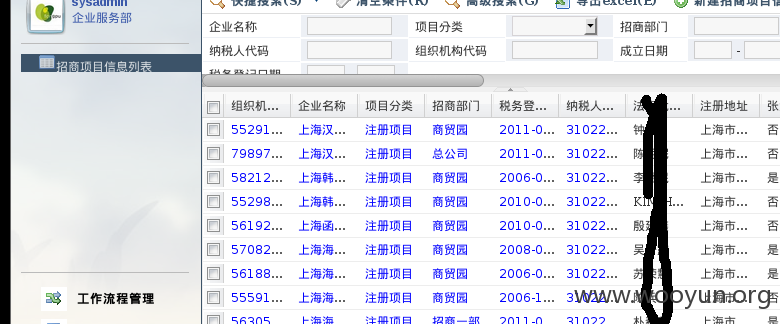 sysadmin
企业服务部
快捷搜索(S) 清空条件(R) 高级搜索(G) 导出excel(E) 新建招商项目信
企业名称 项目分类 招商部门
纳税人代码 组织机构代码 成立日期 -
税务登记日期
招商项目信息列表
组织机... 企业名称 项目分类 招商部门 税务登... 纳税人... 注册地址
55291... 上海汉... 注册项目 商贸园 2011-0... 31022... 钟 上海市... 否
79897... 上海汉... 注册项目 总公司 2011-0... 31022... 陈 上海市... 否
58212... 上海韩... 注册项目 商贸园 2006-0... 31022... 李 上海市... 是
55298... 上海韩... 注册项目 商贸园 2010-0... 31022... 上海市... 否
56192... 上海函... 注册项目 商贸园 2010-0... 31022... 殷 上海市... 否
57082... 上海海... 注册项目 商贸园 2008-0... 31022... 吴 上海市... 是
56188... 上海海... 注册项目 商贸园 2006-0... 31022... 苏 上海市... 是
55591... 上海海... 注册项目 商贸园 2006-1... 31022... 上海市... 否
56305 上海海 注册项目 招商一部 2011-0 31022 朴 上海市 否
工作流程管理
www.wooyun.org